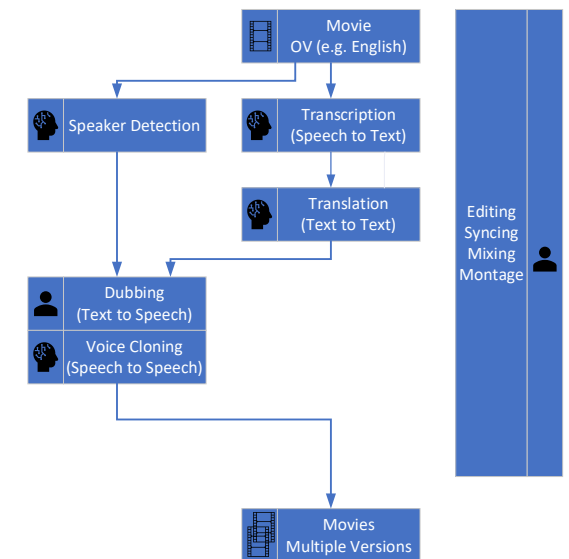 Movie
OV (e.g. English)
Speaker Detection
Transcription
(Speech to Text)
Translation
(Text to Text)
Editing
Syncing
Mixing
Montage
Dubbing
(Text to Speech)
Voice Cloning
(Speech to Speech)
Movies
Multiple Versions